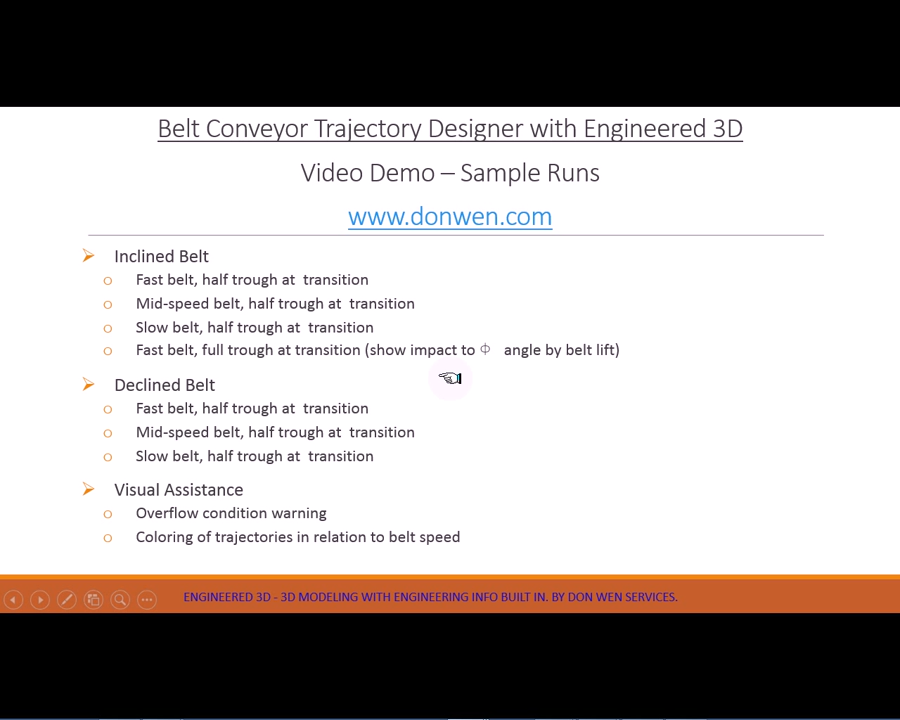 Belt Conveyor Trajectory Designer with Engineered 3D
Video Demo – Sample Runs
www.donwen.com
Inclined Belt
Fast belt, half trough at transition
Mid-speed belt, half trough at transition
Slow belt, half trough at transition
Fast belt, full trough at transition (show impact to Φ angle by belt lift)
Declined Belt
Fast belt, half trough at transition
Mid-speed belt, half trough at transition
Slow belt, half trough at transition
Visual Assistance
Overflow condition warning
Coloring of trajectories in relation to belt speed
ENGINEERED 3D - 3D MODELING WITH ENGINEERING INFO BUILT IN. BY DON WEN SERVICES.